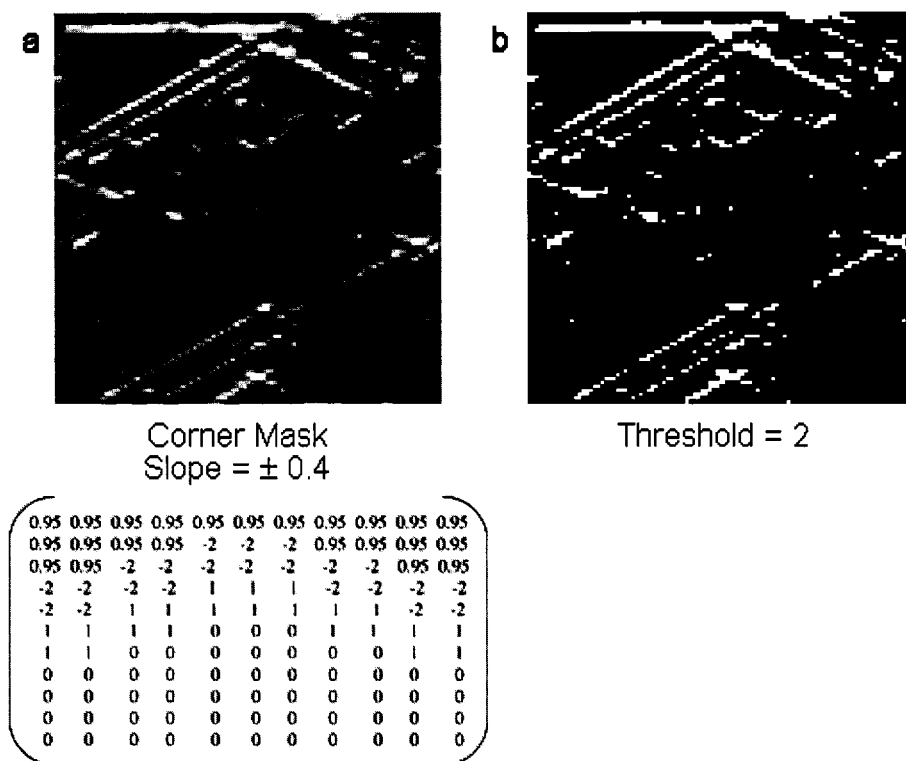 a
b
Corner Mask
Slope = ± 0.4
Threshold = 2
0.95 0.95 0.95 0.95 0.95 0.95 0.95 0.95 0.95 0.95 0.95
0.95 0.95 0.95 0.95 -2 -2 -2 0.95 0.95 0.95 0.95
0.95 0.95 -2 -2 -2 -2 -2 -2 -2 0.95 0.95
-2 -2 -2 -2 1 1 1 -2 -2 -2 -2
-2 -2 1 1 1 1 1 1 1 -2 -2
1 1 1 1 0 0 0 1 1 1 1
1 1 0 0 0 0 0 0 0 1 1
0 0 0 0 0 0 0 0 0 0 0
0 0 0 0 0 0 0 0 0 0 0
0 0 0 0 0 0 0 0 0 0 0
0 0 0 0 0 0 0 0 0 0 0